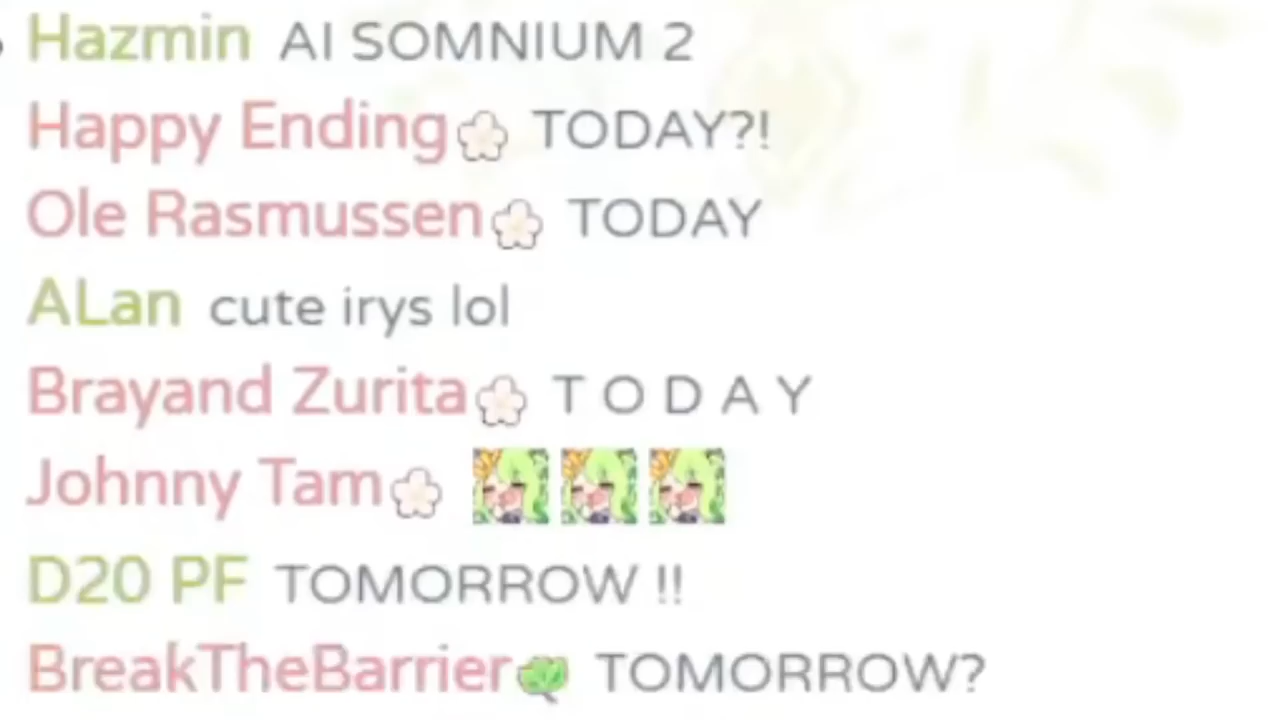 Hazmin AI SOMNIUM 2
Happy Ending TODAY?!
Ole Rasmussen TODAY
ALan cute irys lol
Brayand Zurita T O D A Y
Johnny Tam
D20 PF TOMORROW !!
BreakTheBarrier TOMORROW?